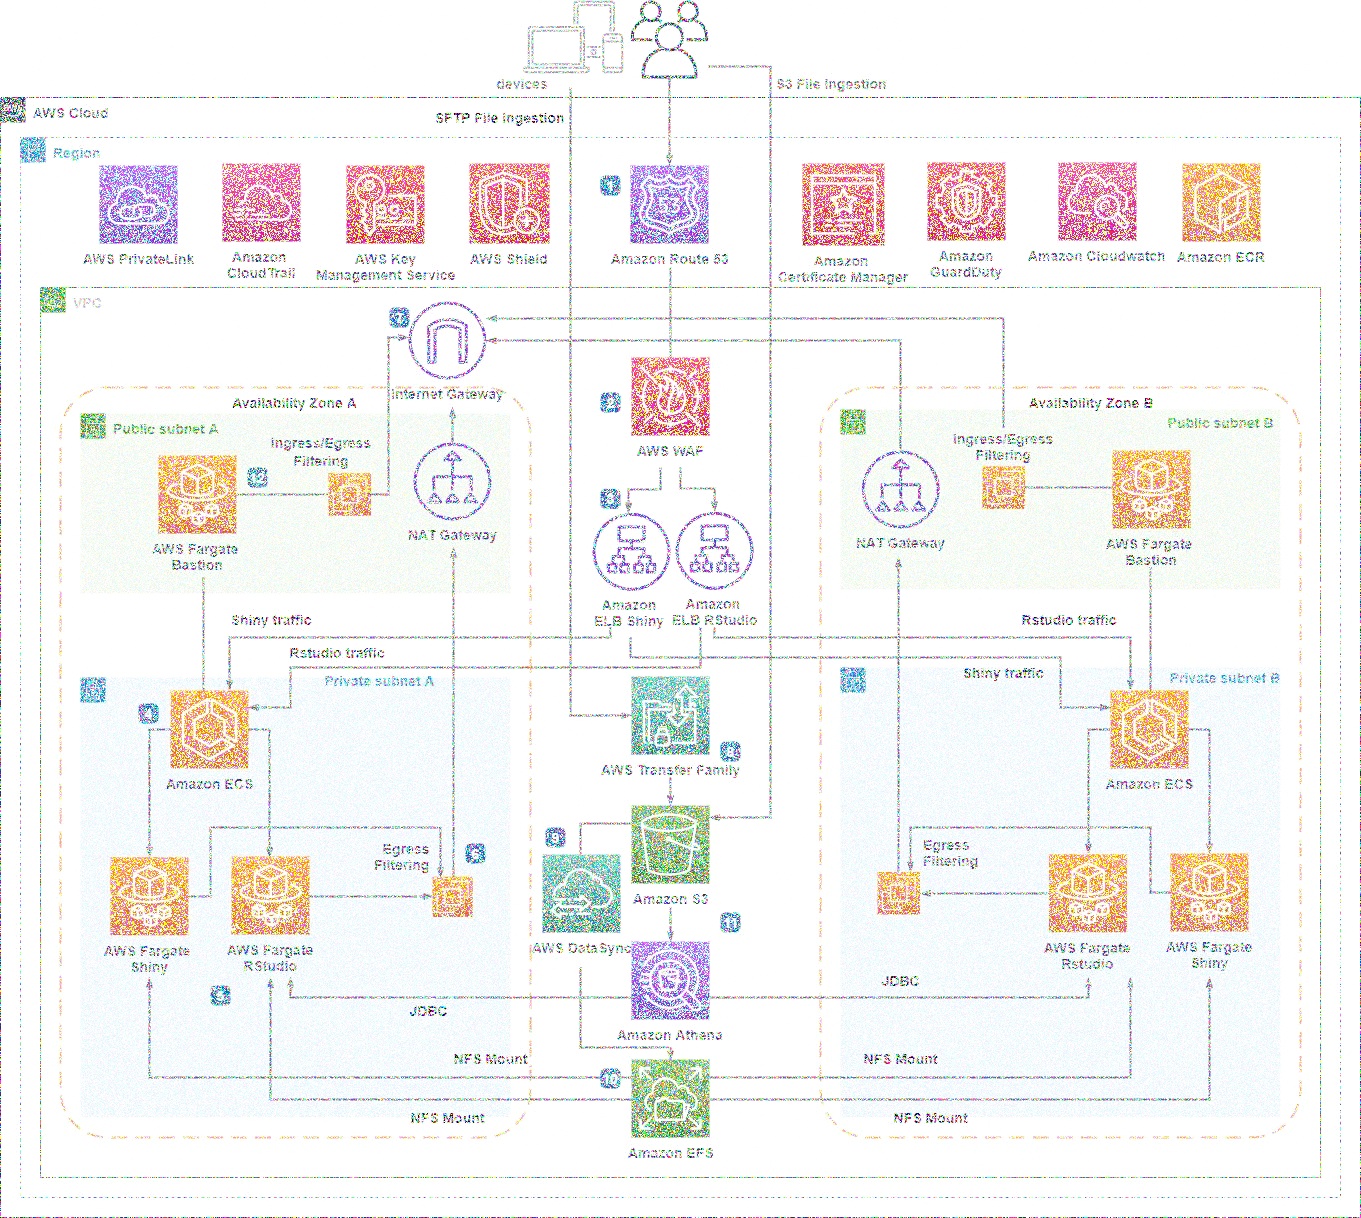 devices
S3 File Ingestion
AWS Cloud
SFTP File Ingestion
Region
1
AWS PrivateLink
Amazon
CloudTrail
AWS Key
Management Service
AWS Shield
Amazon Route 53
Amazon
Certificate Manager
Amazon
GuardDuty
Amazon Cloudwatch
Amazon ECR
VPC
7
Internet Gateway
Availability Zone A
Availability Zone B
2
Public subnet A
Public subnet B
Ingress/Egress
Filtering
Ingress/Egress
Filtering
AWS WAF
12
3
NAT Gateway
NAT Gateway
AWS Fargate
Bastion
AWS Fargate
Bastion
Amazon
ELB Shiny
Amazon
ELB RStudio
Shiny traffic
Rstudio traffic
Rstudio traffic
Shiny traffic
Private subnet A
Private subnet B
4
8
AWS Transfer Family
Amazon ECS
Amazon ECS
9
Egress
Filtering
Egress
Filtering
6
Amazon S3
11
AWS DataSync
AWS Fargate
Shiny
AWS Fargate
RStudio
AWS Fargate
Rstudio
AWS Fargate
Shiny
5
JDBC
JDBC
Amazon Athena
NFS Mount
NFS Mount
10
NFS Mount
NFS Mount
Amazon EFS